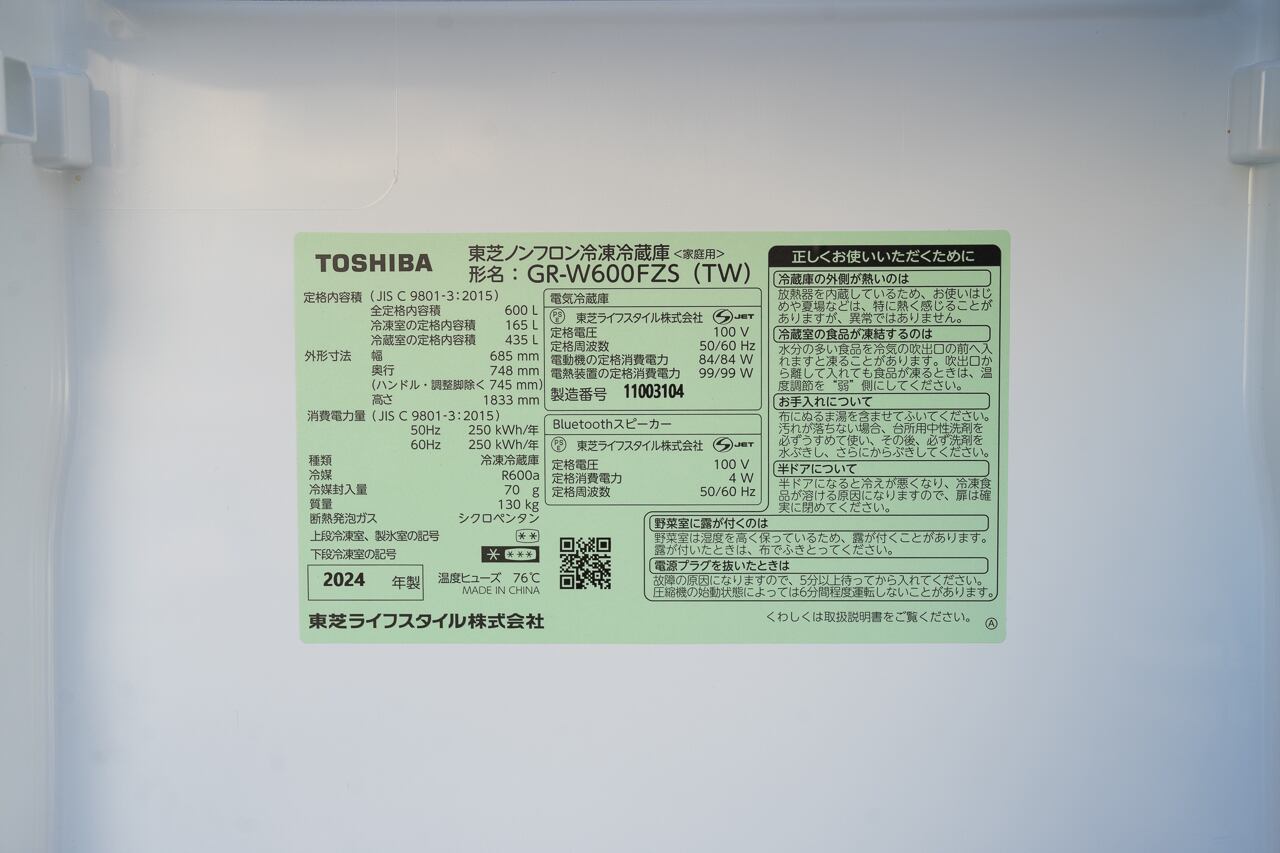 TOSHIBA
東芝ノンフロン冷凍冷蔵庫<家庭用>
形名：GR-W600FZS（TW）
定格内容積（JIS C 9801-3：2015）
全定格内容積 600 L
冷凍室の定格内容積 165 L
冷蔵室の定格内容積 435 L
外形寸法 幅 685 mm
奥行 748 mm
（ハンドル・調整脚除く 745 mm）
高さ 1833 mm
消費電力量（JIS C 9801-3：2015）
50Hz 250 kWh/年
60Hz 250 kWh/年
種類 冷凍冷蔵庫
冷媒 R600a
冷媒封入量 70 g
質量 130 kg
断熱発泡ガス シクロペンタン
上段冷凍室、製氷室の記号 **
下段冷凍室の記号 * ***
2024 年製
温度ヒューズ 76℃
MADE IN CHINA
東芝ライフスタイル株式会社
電気冷蔵庫
PSE 東芝ライフスタイル株式会社 SJET
定格電圧 100 V
定格周波数 50/60 Hz
電動機の定格消費電力 84/84 W
電熱装置の定格消費電力 99/99 W
製造番号 11003104
Bluetoothスピーカー
PSE 東芝ライフスタイル株式会社 SJET
定格電圧 100 V
定格消費電力 4 W
定格周波数 50/60 Hz
正しくお使いいただくために
冷蔵庫の外側が熱いのは
放熱器を内蔵しているため、お使いはじ
めや夏場などは、特に熱く感じることが
ありますが、異常ではありません。
冷蔵室の食品が凍結するのは
水分の多い食品を冷気の吹出口の前へ入
れますと凍ることがあります。吹出口か
ら離して入れても食品が凍るときは、温
度調節を“弱”側にしてください。
お手入れについて
布にぬるま湯を含ませてふいてください。
汚れが落ちない場合、台所用中性洗剤を
必ずうすめて使い、その後、必ず洗剤を
水ぶきし、さらにからぶきしてください。
半ドアについて
半ドアになると冷えが悪くなり、冷凍食
品が溶ける原因になりますので、扉は確
実に閉めてください。
野菜室に露が付くのは
野菜室は湿度を高く保っているため、露が付くことがあります。
露が付いたときは、布でふきとってください。
電源プラグを抜いたときは
故障の原因になりますので、5分以上待ってから入れてください。
圧縮機の始動状態によっては6分間程度運転しないことがあります。
くわしくは取扱説明書をご覧ください。 Ⓐ